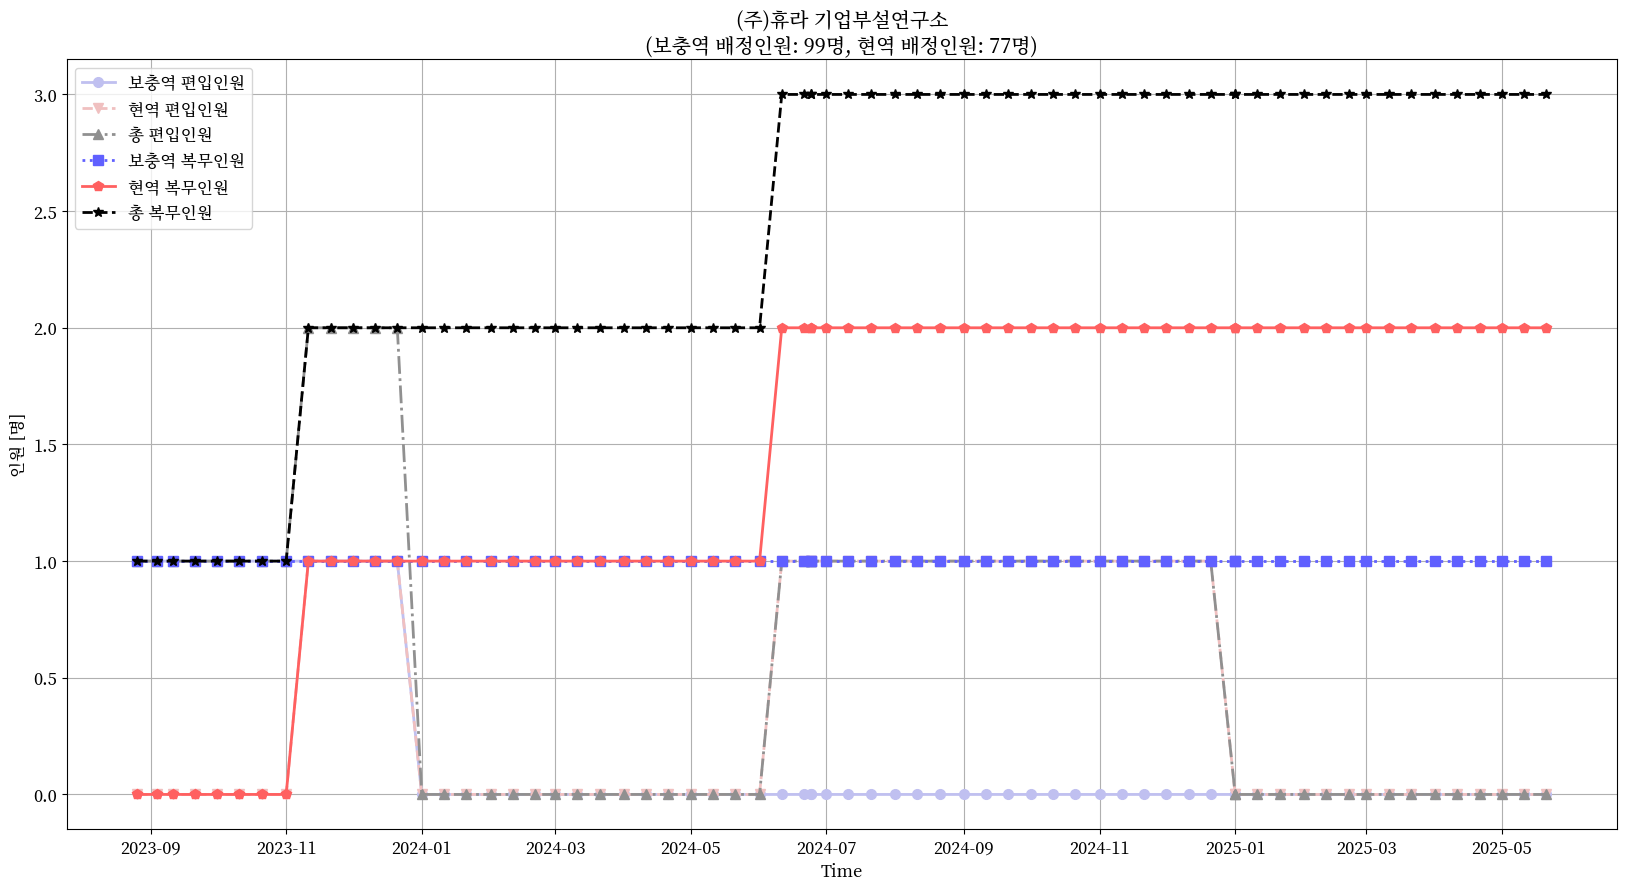 (주)휴라 기업부설연구소
(보충역 배정인원: 99명, 현역 배정인원: 77명)
보충역 편입인원
현역 편입인원
총 편입인원
보충역 복무인원
현역 복무인원
총 복무인원
인원 [명]
3.0
2.5
2.0
1.5
1.0
0.5
0.0
2023-09
2023-11
2024-01
2024-03
2024-05
2024-07
2024-09
2024-11
2025-01
2025-03
2025-05
Time